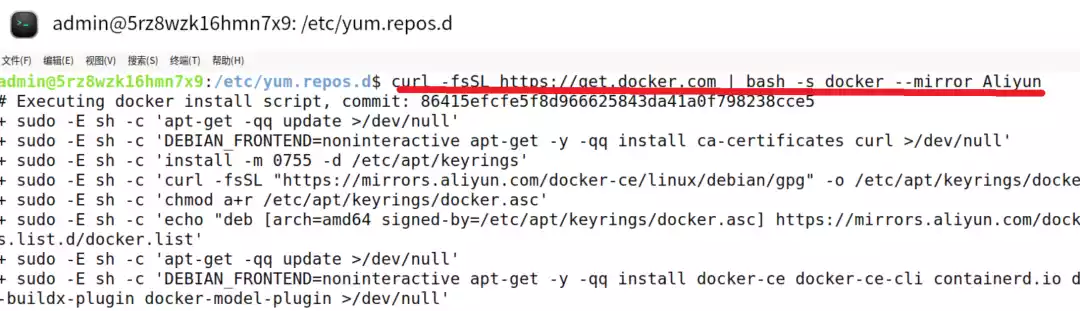 admin@5rz8wzk16hmn7x9: /etc/yum.repos.d
文件(F) 编辑(E) 视图(V) 搜索(S) 终端(T) 帮助(H)
admin@5rz8wzk16hmn7x9:/etc/yum.repos.d$ curl -fsSL https://get.docker.com | bash -s docker --mirror Aliyun
# Executing docker install script, commit: 86415efcfe5f8d966625843da41a0f798238cce5
+ sudo -E sh -c 'apt-get -qq update >/dev/null'
+ sudo -E sh -c 'DEBIAN_FRONTEND=noninteractive apt-get -y -qq install ca-certificates curl >/dev/null'
+ sudo -E sh -c 'install -m 0755 -d /etc/apt/keyrings'
+ sudo -E sh -c 'curl -fsSL "https://mirrors.aliyun.com/docker-ce/linux/debian/gpg" -o /etc/apt/keyrings/docke
+ sudo -E sh -c 'chmod a+r /etc/apt/keyrings/docker.asc'
+ sudo -E sh -c 'echo "deb [arch=amd64 signed-by=/etc/apt/keyrings/docker.asc] https://mirrors.aliyun.com/dock
s.list.d/docker.list'
+ sudo -E sh -c 'apt-get -qq update >/dev/null'
+ sudo -E sh -c 'DEBIAN_FRONTEND=noninteractive apt-get -y -qq install docker-ce docker-ce-cli containerd.io d
-buildx-plugin docker-model-plugin >/dev/null'